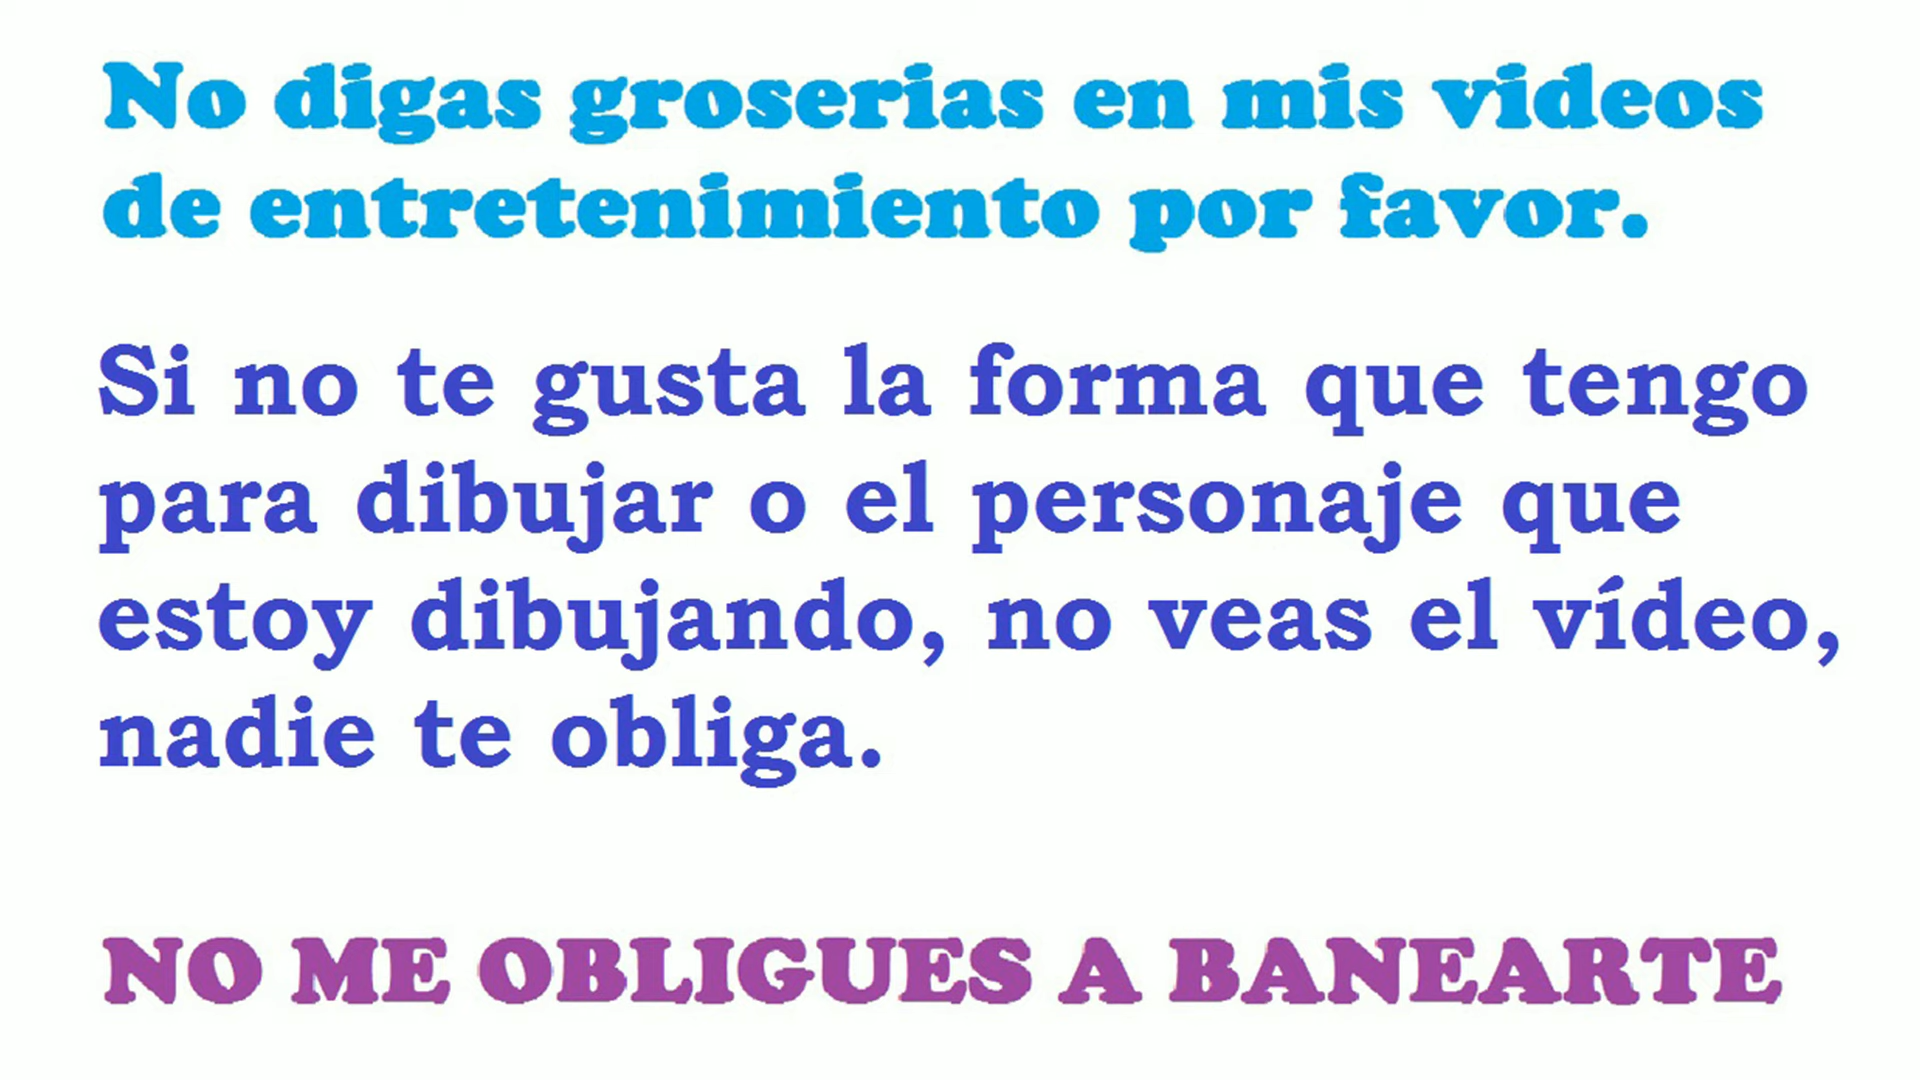 No digas groserias en mis videos
de entretenimiento por favor.
Si no te gusta la forma que tengo
para dibujar o el personaje que
estoy dibujando, no veas el vídeo,
nadie te obliga.
NO ME OBLIGUES A BANEARTE